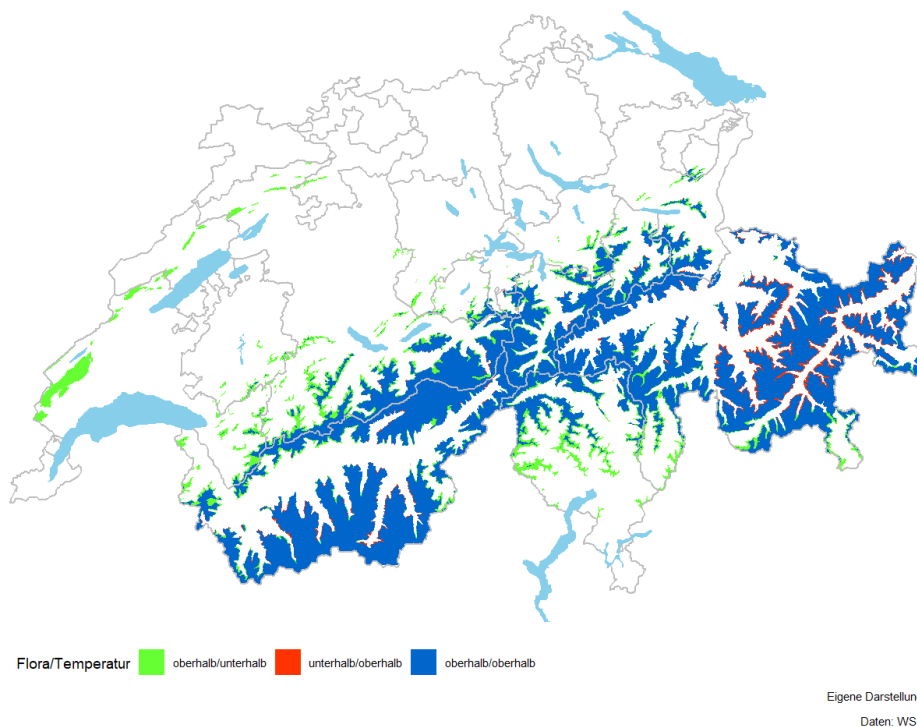 Flora/Temperatur
oberhalb/unterhalb
unterhalb/oberhalb
oberhalb/oberhalb
Eigene Darstellun
Daten: WS